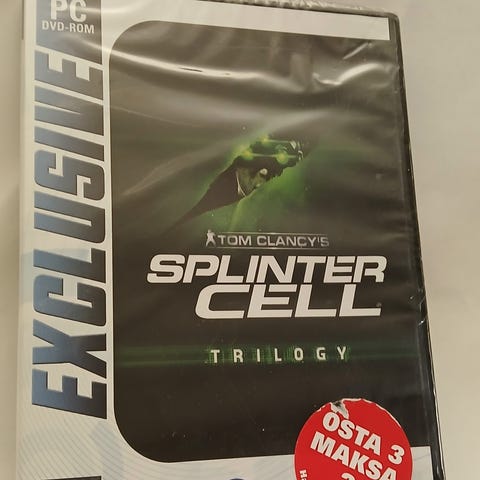 PC
DVD-ROM
EXCLUSIVE
TOM CLANCY'S
SPLINTER
CELL
TRILOGY
OSTA 3
MAKSA